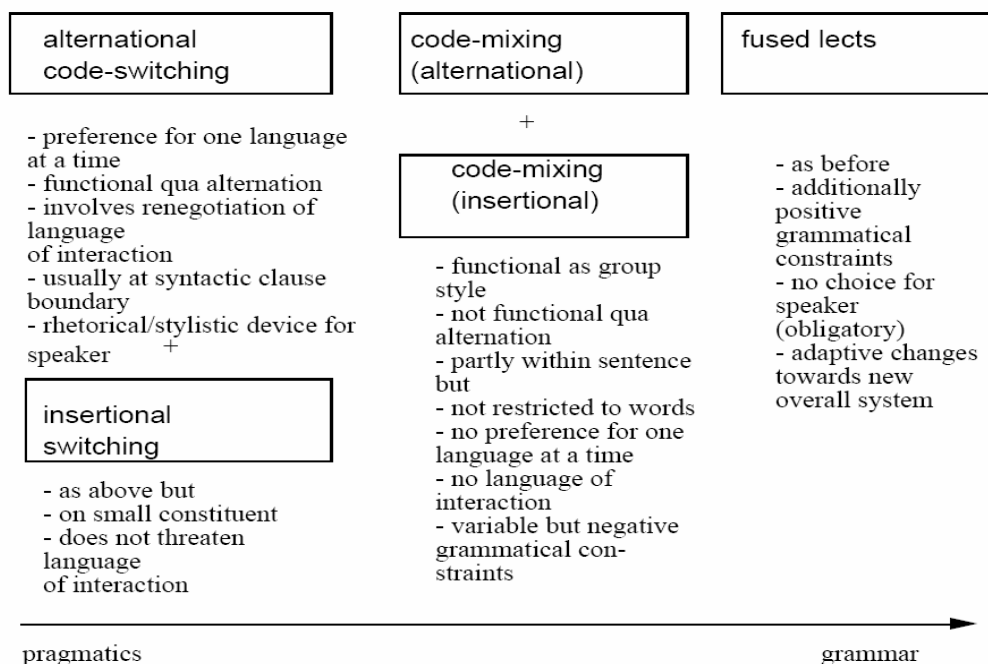 alternational
code-switching
- preference for one language
at a time
- functional qua alternation
- involves renegotiation of
language
of interaction
- usually at syntactic clause
boundary
- rhetorical/stylistic device for
speaker
+
insertional
switching
- as above but
- on small constituent
- does not threaten
language
of interaction
code-mixing
(alternational)
+
code-mixing
(insertional)
- functional as group
style
- not functional qua
alternation
- partly within sentence
but
- not restricted to words
- no preference for one
language at a time
- no language of
interaction
- variable but negative
grammatical con-
straints
fused lects
- as before
- additionally
positive
grammatical
constraints
- no choice for
speaker
(obligatory)
- adaptive changes
towards new
overall system
pragmatics
grammar